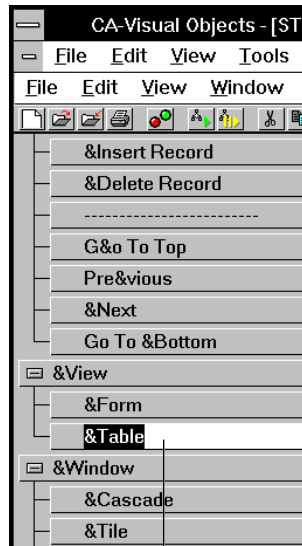 CA-Visual Objects - [ST
File Edit View Tools
File Edit View Window
&Insert Record
&Delete Record
-------------------------
G&o To Top
Pre&vious
&Next
Go To &Bottom
&View
&Form
&Table
&Window
&Cascade
&Tile